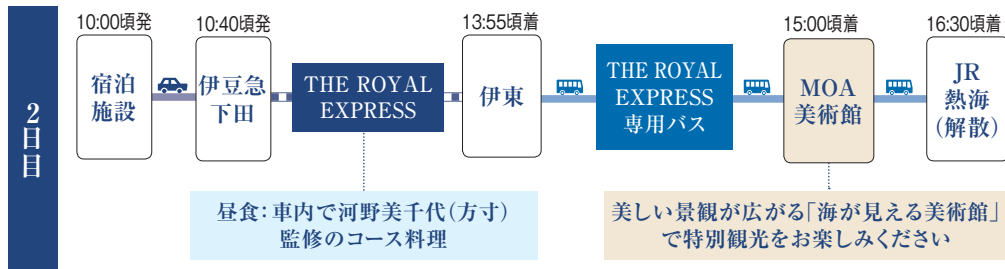 2日目
10:00頃発
宿泊
施設
10:40頃発
伊豆急
下田
THE ROYAL
EXPRESS
13:55頃着
伊東
THE ROYAL
EXPRESS
専用バス
15:00頃着
MOA
美術館
16:30頃着
JR
熱海
(解散)
昼食:車内で河野美千代(方寸)
監修のコース料理
美しい景観が広がる「海が見える美術館」
で特別観光をお楽しみください